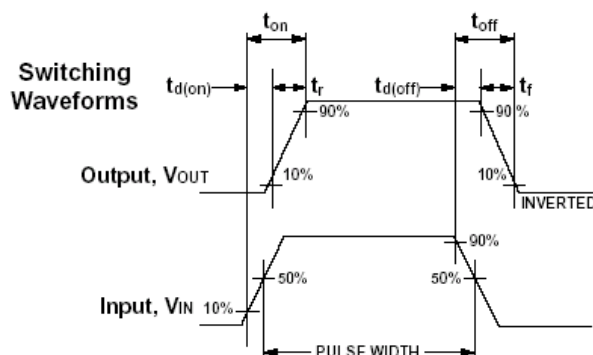 ton
toff
Switching
Waveforms
td(on)
tr
td(off)
tf
90%
90%
Output, VOUT
10%
10%
INVERTED
90%
50%
50%
Input, VIN
10%
PULSE WIDTH